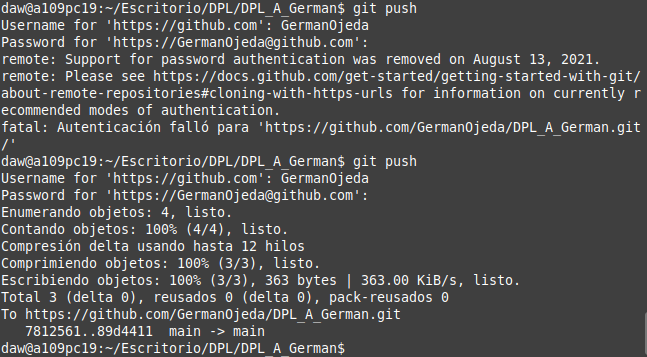 daw@a109pc19:~/Escritorio/DPL/DPL_A_German$ git push
Username for 'https://github.com': GermanOjeda
Password for 'https://GermanOjeda@github.com':
remote: Support for password authentication was removed on August 13, 2021.
remote: Please see https://docs.github.com/get-started/getting-started-with-git/
about-remote-repositories#cloning-with-https-urls for information on currently r
ecommended modes of authentication.
fatal: Autenticación falló para 'https://github.com/GermanOjeda/DPL_A_German.git
/'
daw@a109pc19:~/Escritorio/DPL/DPL_A_German$ git push
Username for 'https://github.com': GermanOjeda
Password for 'https://GermanOjeda@github.com':
Enumerando objetos: 4, listo.
Contando objetos: 100% (4/4), listo.
Compresión delta usando hasta 12 hilos
Comprimiendo objetos: 100% (3/3), listo.
Escribiendo objetos: 100% (3/3), 363 bytes | 363.00 KiB/s, listo.
Total 3 (delta 0), reusados 0 (delta 0), pack-reusados 0
To https://github.com/GermanOjeda/DPL_A_German.git
   7812561..89d4411  main -> main
daw@a109pc19:~/Escritorio/DPL/DPL_A_German$